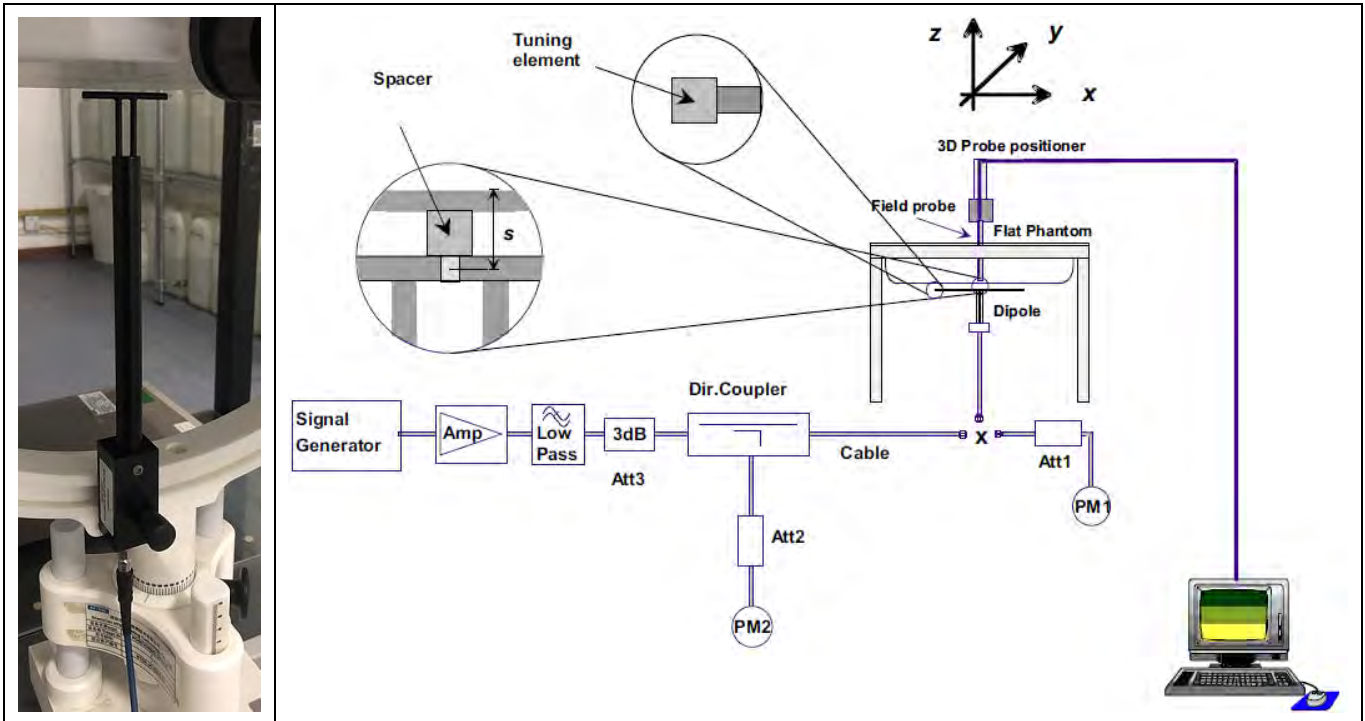 Tuning
element
Spacer
s
z
y
x
3D Probe positioner
Field probe
Flat Phantom
Dipole
Dir.Coupler
Signal
Generator
Amp
Low
Pass
3dB
Att3
Cable
x
Att1
PM1
Att2
PM2